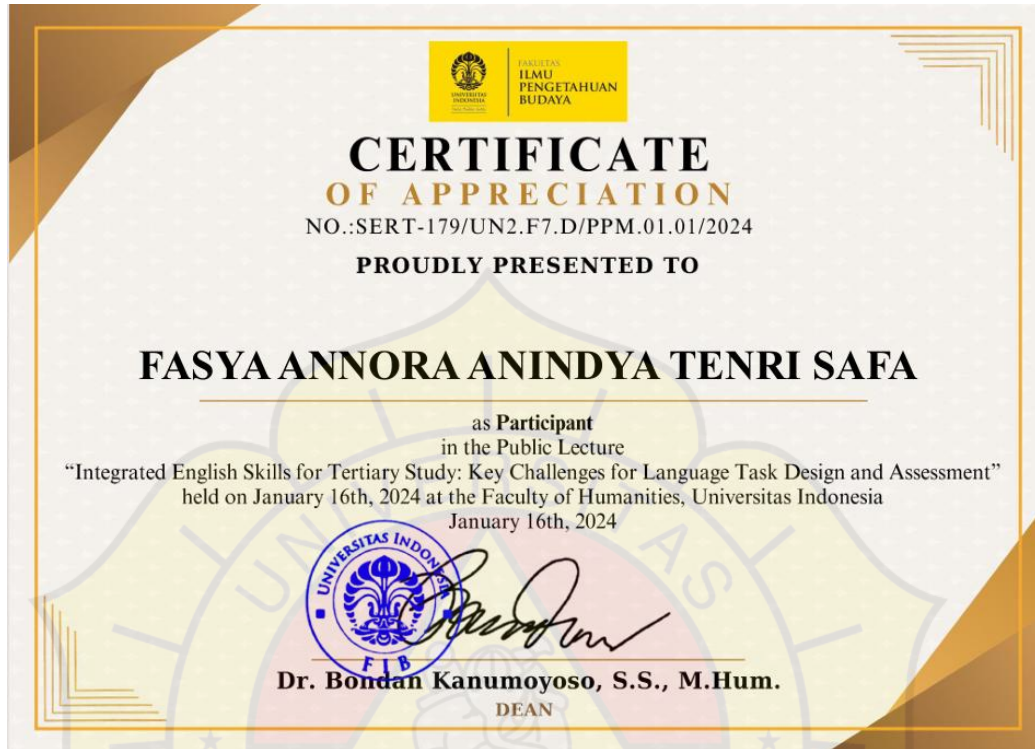 UNIVERSITAS
INDONESIA
FAKULTAS
ILMU
PENGETAHUAN
BUDAYA
CERTIFICATE
OF APPRECIATION
NO.:SERT-179/UN2.F7.D/PPM.01.01/2024
PROUDLY PRESENTED TO
FASYA ANNORA ANINDYA TENRI SAFA
as Participant
in the Public Lecture
“Integrated English Skills for Tertiary Study: Key Challenges for Language Task Design and Assessment”
held on January 16th, 2024 at the Faculty of Humanities, Universitas Indonesia
January 16th, 2024
UNIVERSITAS INDONESIA
FIB
Dr. Bondan Kanumoyoso, S.S., M.Hum.
DEAN
UNIVERSITAS